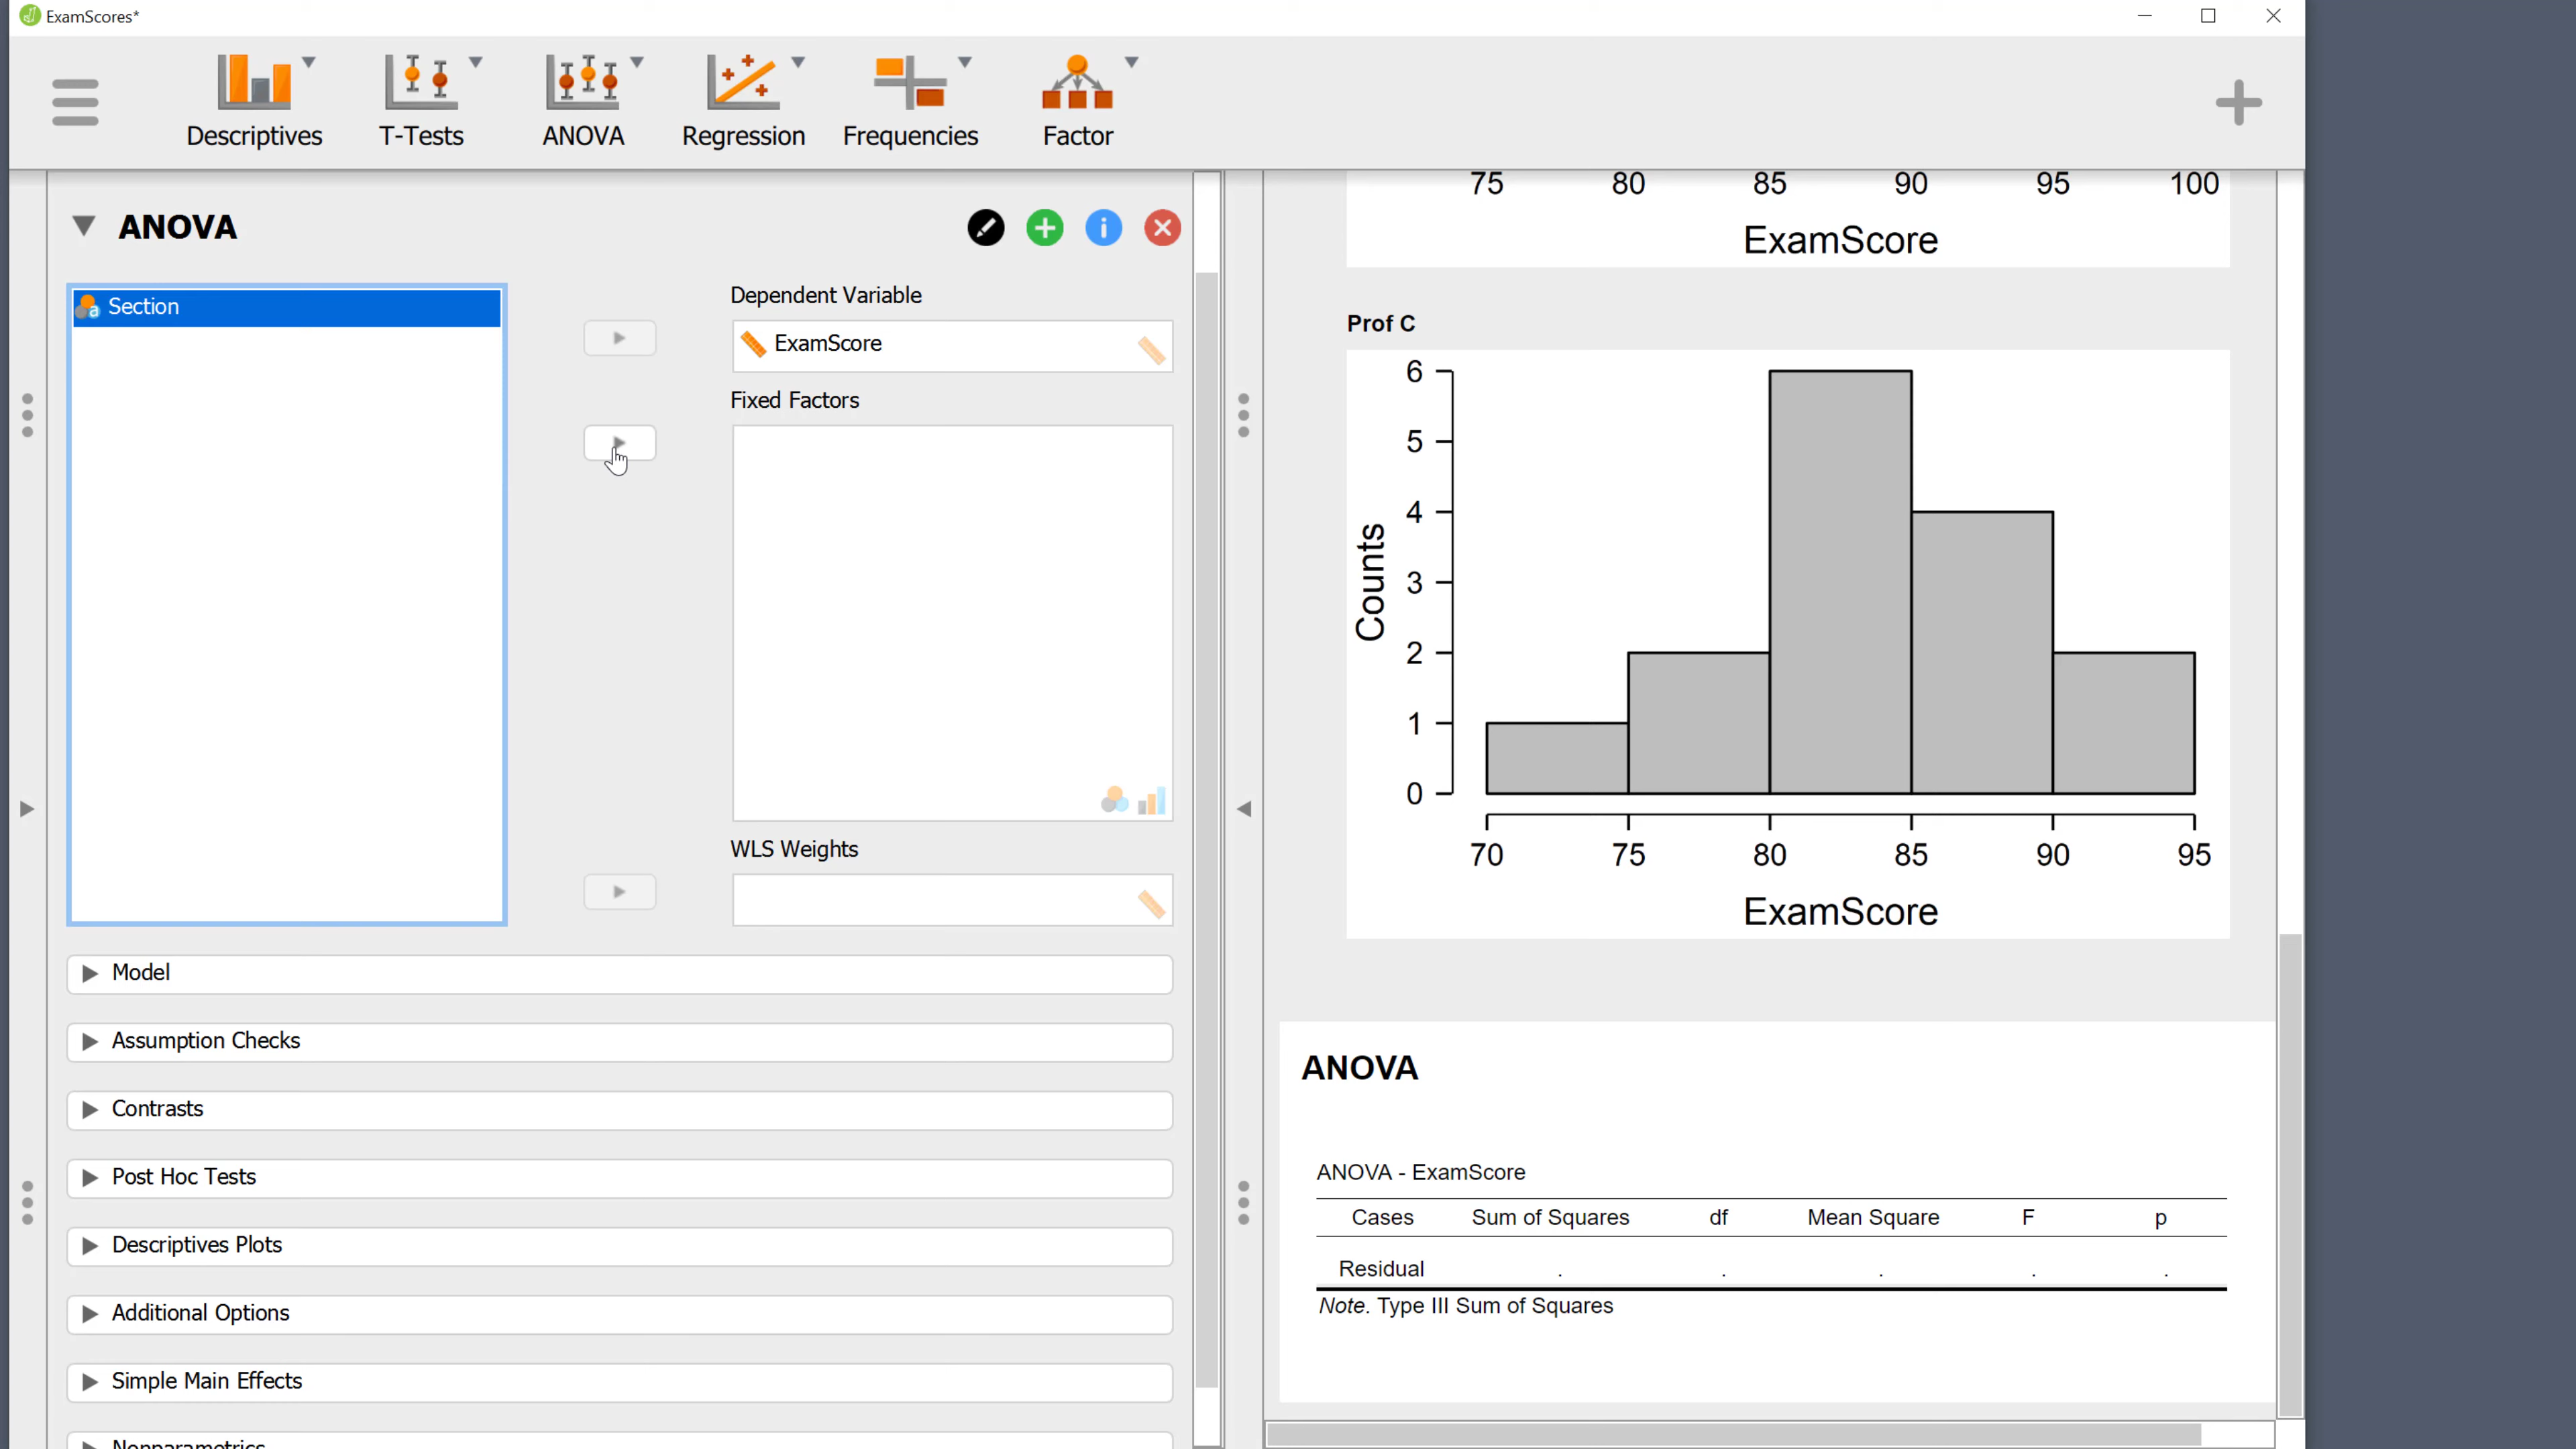 ExamScores*
Descriptives
T-Tests
ANOVA
Regression
Frequencies
Factor
ANOVA
Section
Dependent Variable
ExamScore
Fixed Factors
WLS Weights
Model
Assumption Checks
Contrasts
Post Hoc Tests
Descriptives Plots
Additional Options
Simple Main Effects
Nonparametrics
75 80 85 90 95 100
ExamScore
Prof C
6
5
4
3
2
1
0
Counts
70 75 80 85 90 95
ExamScore
ANOVA
ANOVA - ExamScore
Cases Sum of Squares df Mean Square F p
Residual . . . . .
Note. Type III Sum of Squares